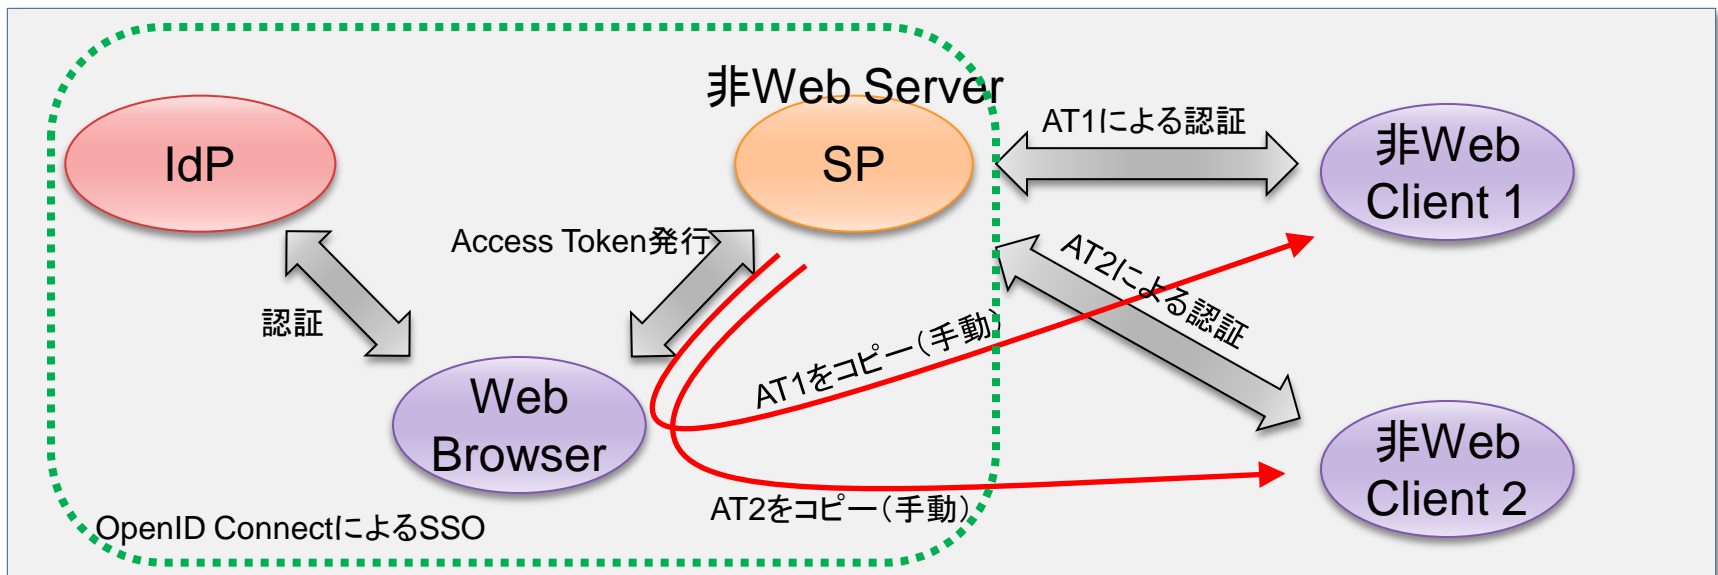 非Web Server
IdP
SP
AT1による認証
非Web
Client 1
Access Token発行
AT2による認証
認証
AT1をコピー（手動）
Web
Browser
非Web
Client 2
AT2をコピー（手動）
OpenID ConnectによるSSO